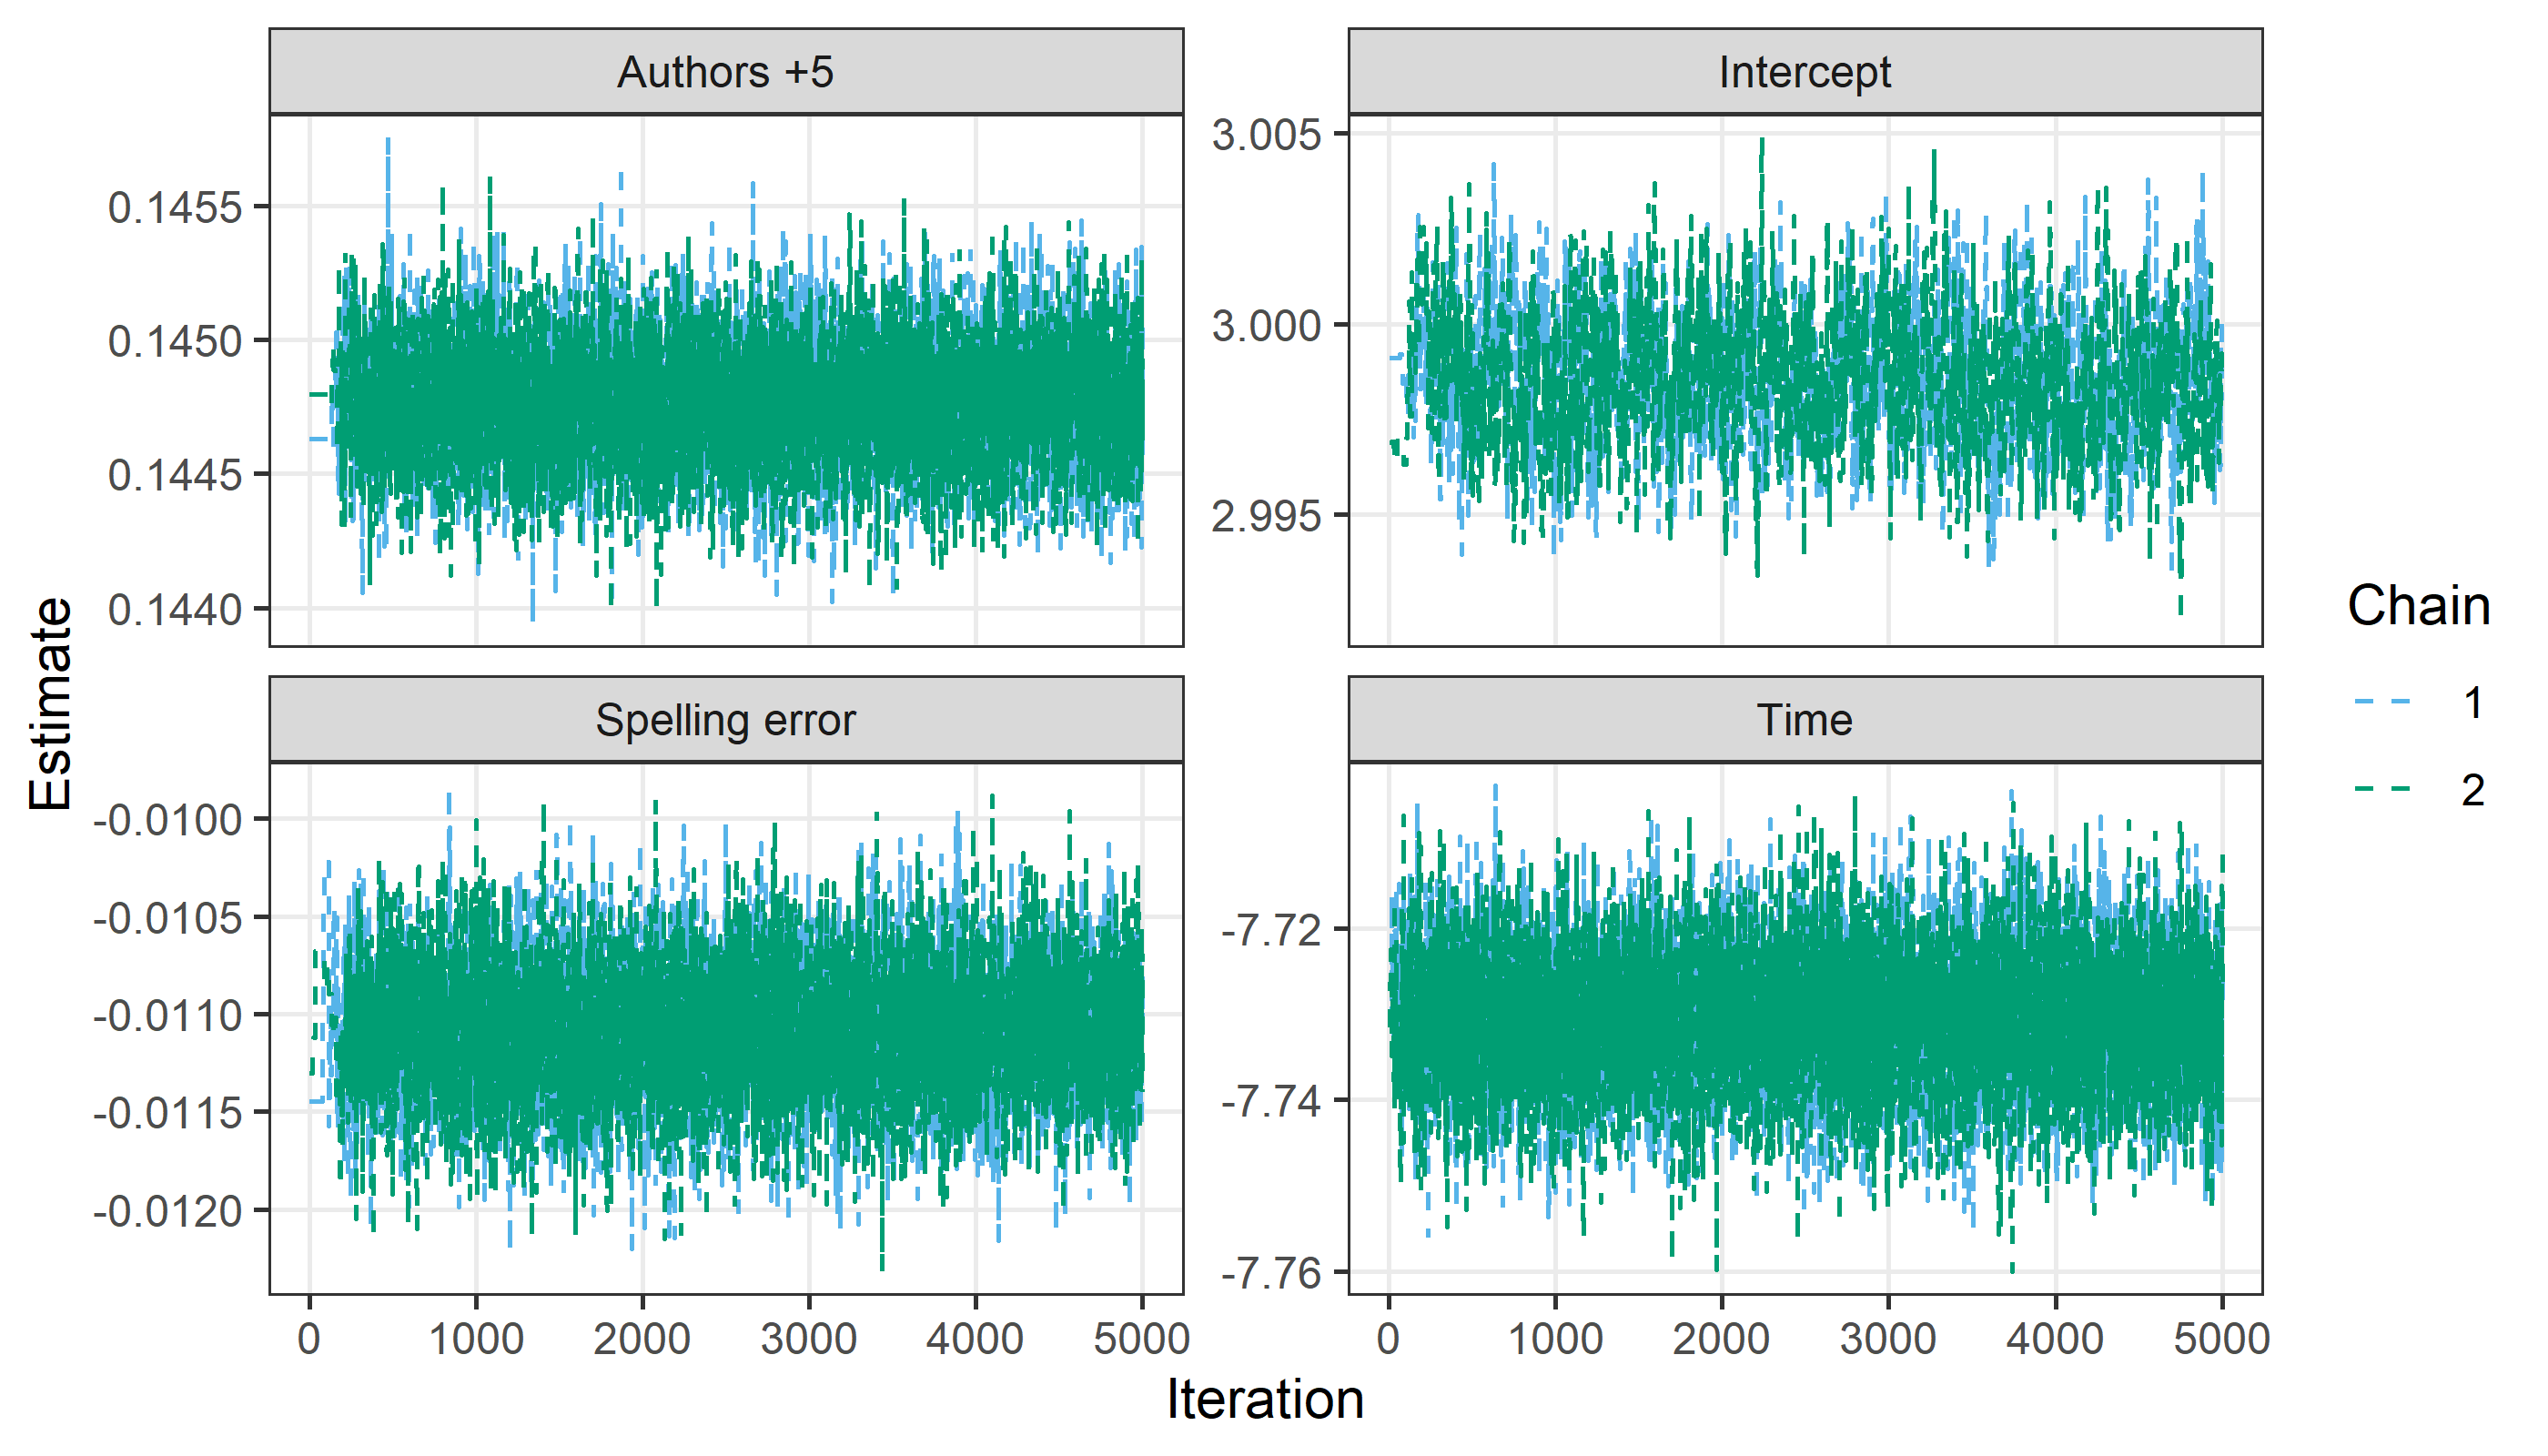 Authors +5
Intercept
0.1455
0.1450
0.1445
0.1440
3.005
3.000
2.995
Spelling error
Time
-0.0100
-0.0105
-0.0110
-0.0115
-0.0120
-7.72
-7.74
-7.76
0 1000 2000 3000 4000 5000
0 1000 2000 3000 4000 5000
Iteration
Estimate
Chain
1
2